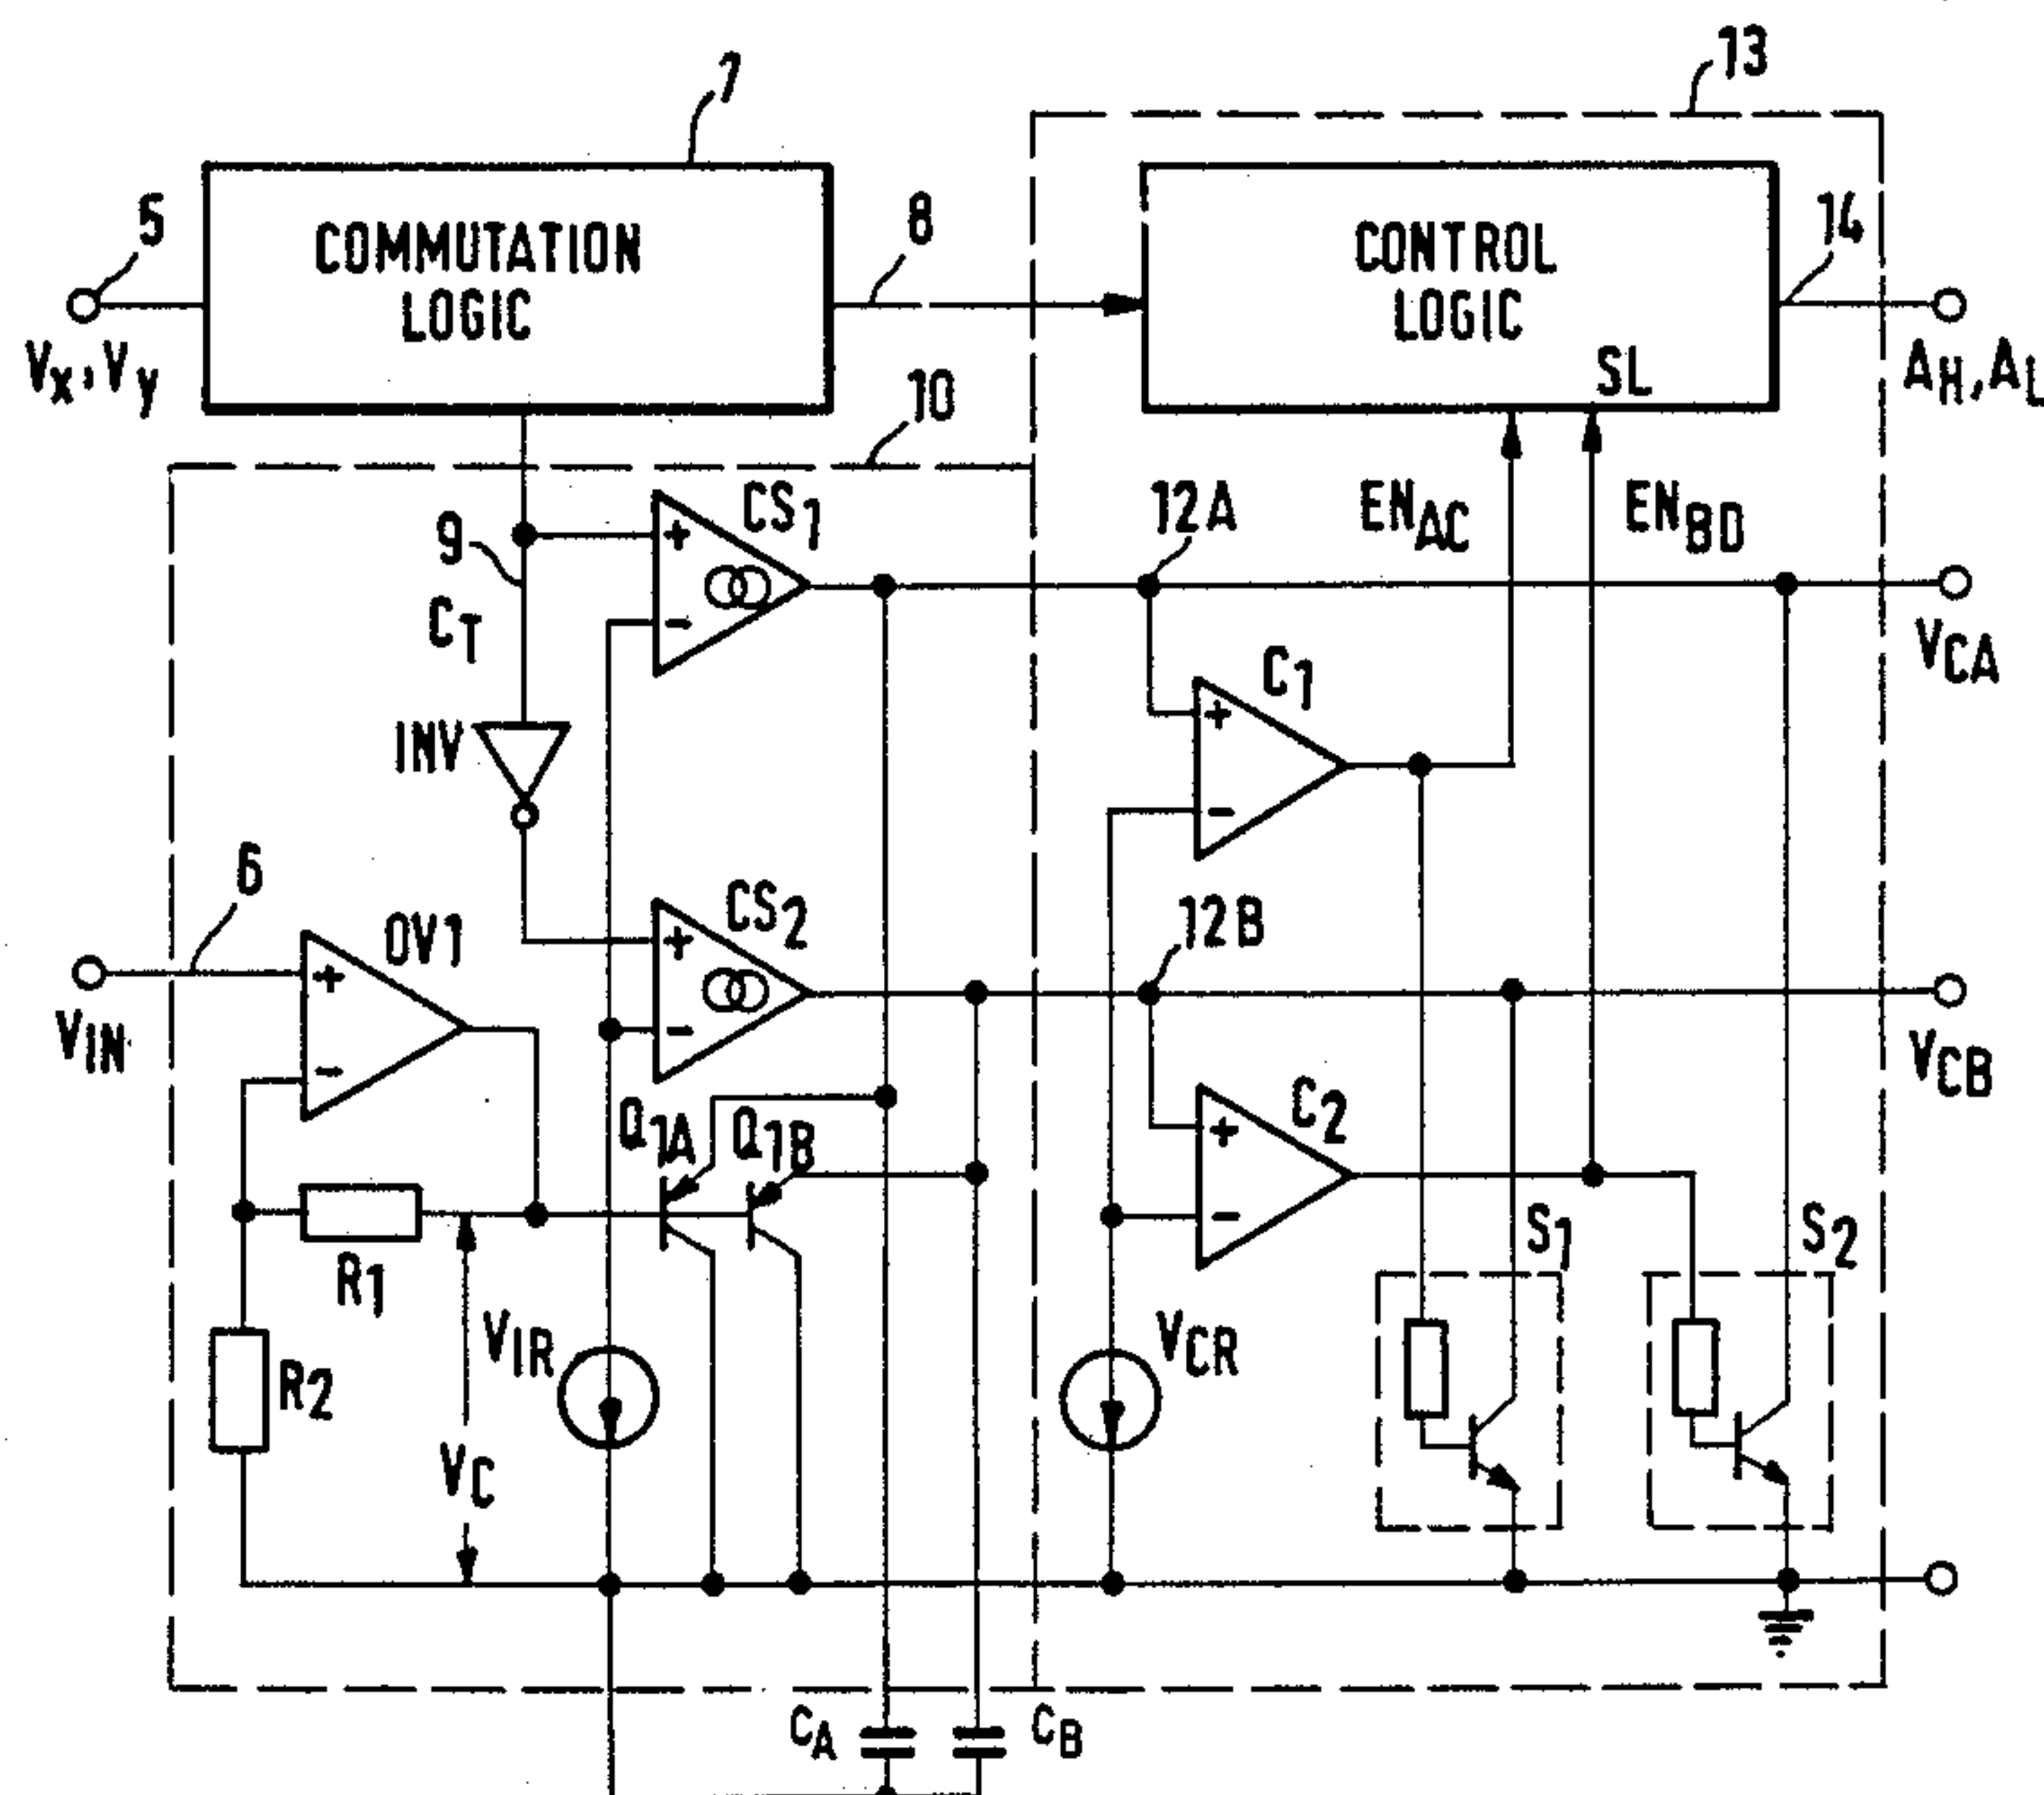 13
7
5
COMMUTATION
LOGIC
8
CONTROL
LOGIC
SL
14
Vx,Vy
AH,AL
10
9
CT
CS1
+
-
12A
ENAC
ENBD
VCA
C1
+
-
INV
6
OV1
+
-
CS2
+
-
12B
VIN
VCB
Q1A
Q1B
C2
+
-
R1
S1
S2
VIR
VCR
R2
VC
CA
CB